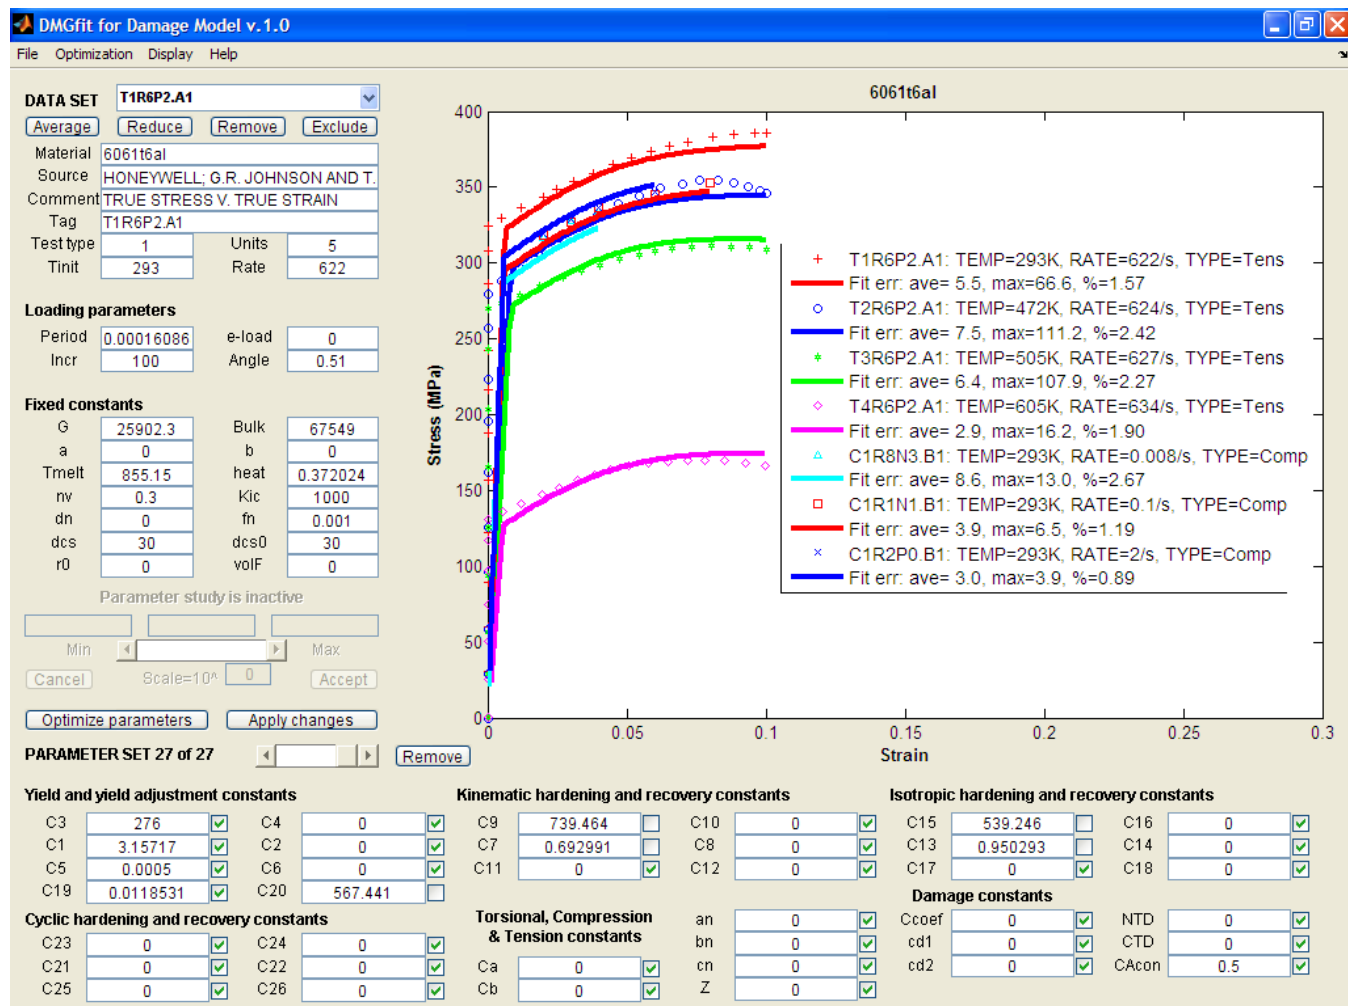 DMGfit for Damage Model v.1.0
File Optimization Display Help
DATA SET T1R6P2.A1
Average Reduce Remove Exclude
Material 6061t6al
Source HONEYWELL; G.R. JOHNSON AND T.
Comment TRUE STRESS V. TRUE STRAIN
Tag T1R6P2.A1
Test type 1 Units 5
Tinit 293 Rate 622
Loading parameters
Period 0.00016086 e-load 0
Incr 100 Angle 0.51
Fixed constants
G 25902.3 Bulk 67549
a 0 b 0
Tmelt 855.15 heat 0.372024
nv 0.3 Kic 1000
dn 0 fn 0.001
dcs 30 dcs0 30
r0 0 volF 0
Parameter study is inactive
Min Max
Cancel Scale=10^ 0 Accept
Optimize parameters Apply changes
PARAMETER SET 27 of 27 Remove
6061t6al
400
350
300
250
200
150
100
50
0
Stress (MPa)
0 0.05 0.1 0.15 0.2 0.25 0.3
Strain
T1R6P2.A1: TEMP=293K, RATE=622/s, TYPE=Tens
Fit err: ave= 5.5, max=66.6, %=1.57
T2R6P2.A1: TEMP=472K, RATE=624/s, TYPE=Tens
Fit err: ave= 7.5, max=111.2, %=2.42
T3R6P2.A1: TEMP=505K, RATE=627/s, TYPE=Tens
Fit err: ave= 6.4, max=107.9, %=2.27
T4R6P2.A1: TEMP=605K, RATE=634/s, TYPE=Tens
Fit err: ave= 2.9, max=16.2, %=1.90
C1R8N3.B1: TEMP=293K, RATE=0.008/s, TYPE=Comp
Fit err: ave= 8.6, max=13.0, %=2.67
C1R1N1.B1: TEMP=293K, RATE=0.1/s, TYPE=Comp
Fit err: ave= 3.9, max=6.5, %=1.19
C1R2P0.B1: TEMP=293K, RATE=2/s, TYPE=Comp
Fit err: ave= 3.0, max=3.9, %=0.89
Yield and yield adjustment constants
C3 276 C4 0
C1 3.15717 C2 0
C5 0.0005 C6 0
C19 0.0118531 C20 567.441
Cyclic hardening and recovery constants
C23 0 C24 0
C21 0 C22 0
C25 0 C26 0
Kinematic hardening and recovery constants
C9 739.464 C10 0
C7 0.692991 C8 0
C11 0 C12 0
Torsional, Compression
& Tension constants
Ca 0
Cb 0
an 0
bn 0
cn 0
Z 0
Isotropic hardening and recovery constants
C15 539.246 C16 0
C13 0.950293 C14 0
C17 0 C18 0
Damage constants
Ccoef 0 NTD 0
cd1 0 CTD 0
cd2 0 CAcon 0.5